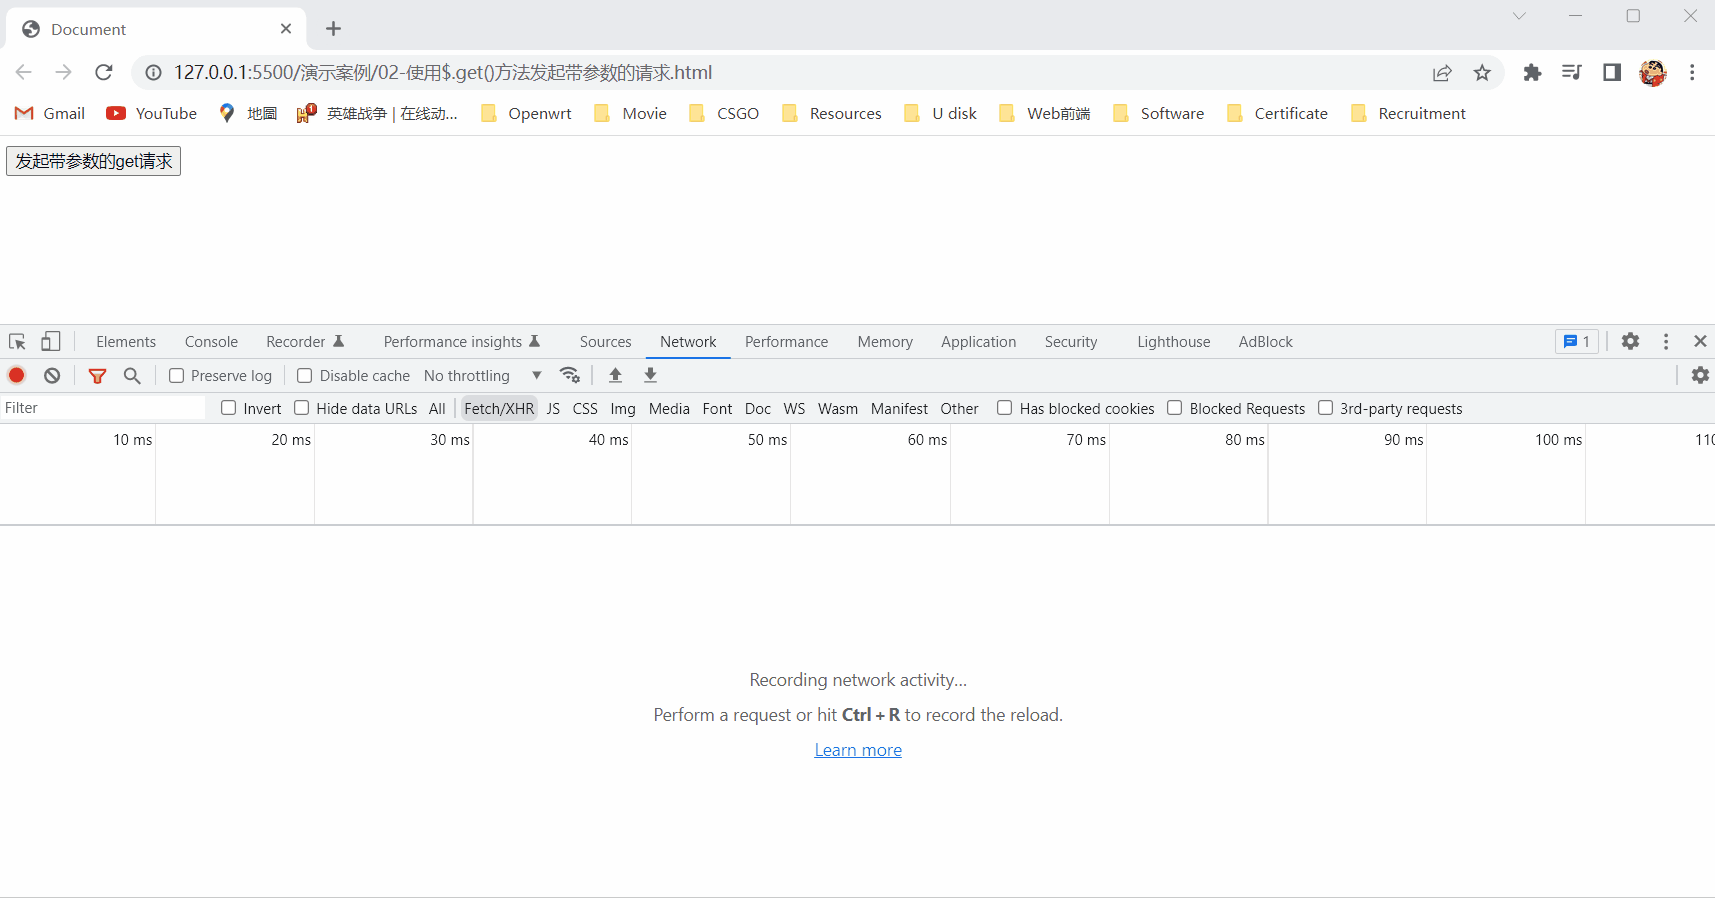 Document
127.0.0.1:5500/演示案例/02-使用$.get()方法发起带参数的请求.html
Gmail YouTube 地圖 英雄战争 | 在线动... Openwrt Movie CSGO Resources U disk Web前端 Software Certificate Recruitment
发起带参数的get请求
Elements Console Recorder Performance insights Sources Network Performance Memory Application Security Lighthouse AdBlock 1
Preserve log Disable cache No throttling
Filter Invert Hide data URLs All Fetch/XHR JS CSS Img Media Font Doc WS Wasm Manifest Other Has blocked cookies Blocked Requests 3rd-party requests
10 ms 20 ms 30 ms 40 ms 50 ms 60 ms 70 ms 80 ms 90 ms 100 ms 110
Recording network activity...
Perform a request or hit Ctrl + R to record the reload.
Learn more